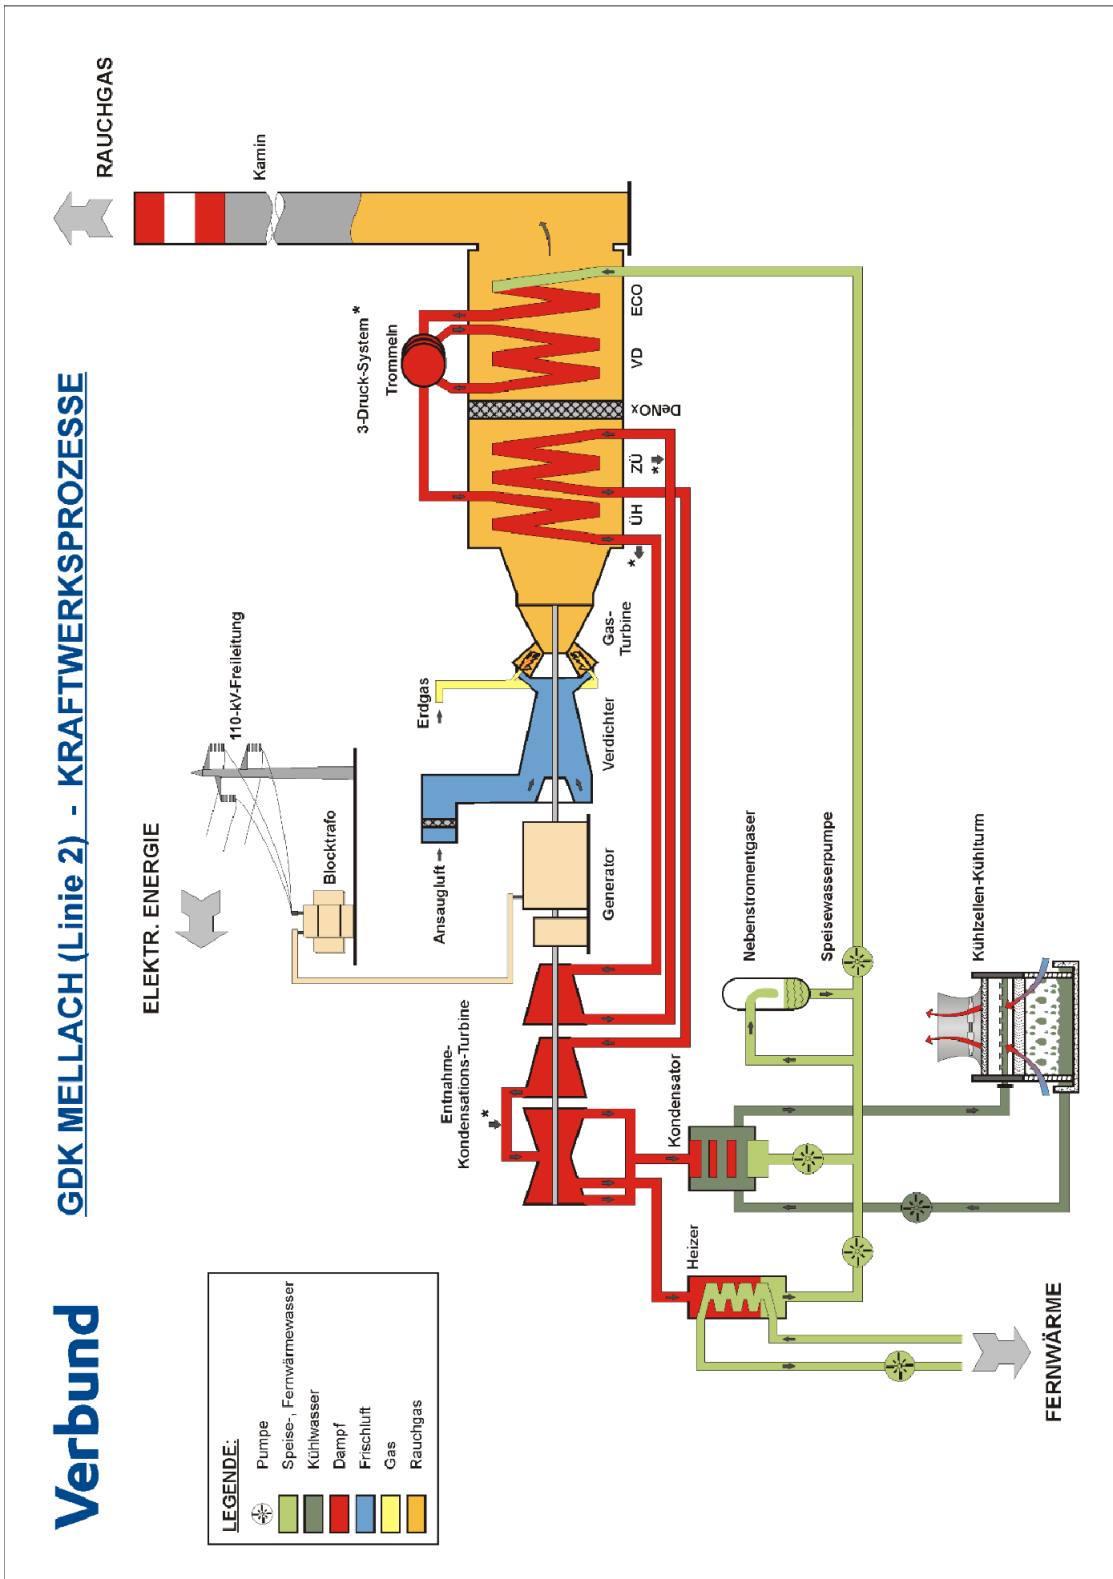 Verbund
GDK MELLACH (Linie 2) - KRAFTWERKSPROZESSE
LEGENDE:
Pumpe
Speise-, Fernwärmewasser
Kühlwasser
Dampf
Frischluft
Gas
Rauchgas
ELEKTR. ENERGIE
Blocktrafo
110-kV-Freileitung
RAUCHGAS
Kamin
3-Druck-System *
Trommeln
Entnahme-
Kondensations-Turbine
*
Ansaugluft
Erdgas
Generator
Verdichter
Gas-
Turbine
*
ÜH
*
ZÜ
DeNOx
VD
ECO
Heizer
Kondensator
Nebenstromentgaser
Speisewasserpumpe
Kühlzellen-Kühlturm
FERNWÄRME